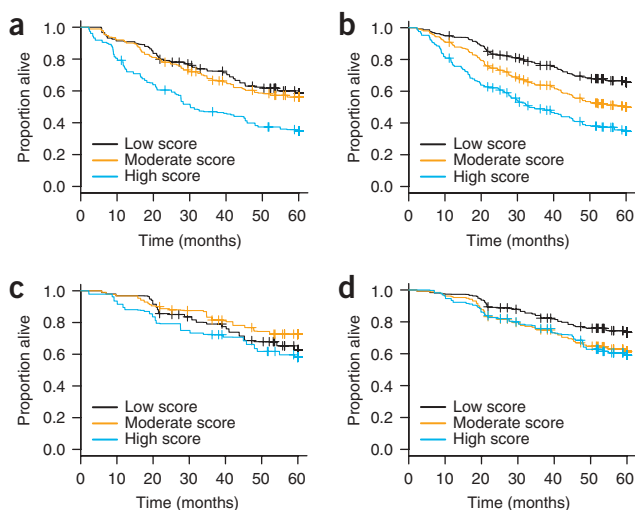 a
Proportion alive
1.0
0.8
0.6
0.4
0.2
0.0
Low score
Moderate score
High score
0 10 20 30 40 50 60
Time (months)
b
Proportion alive
1.0
0.8
0.6
0.4
0.2
0.0
Low score
Moderate score
High score
0 10 20 30 40 50 60
Time (months)
c
Proportion alive
1.0
0.8
0.6
0.4
0.2
0.0
Low score
Moderate score
High score
0 10 20 30 40 50 60
Time (months)
d
Proportion alive
1.0
0.8
0.6
0.4
0.2
0.0
Low score
Moderate score
High score
0 10 20 30 40 50 60
Time (months)